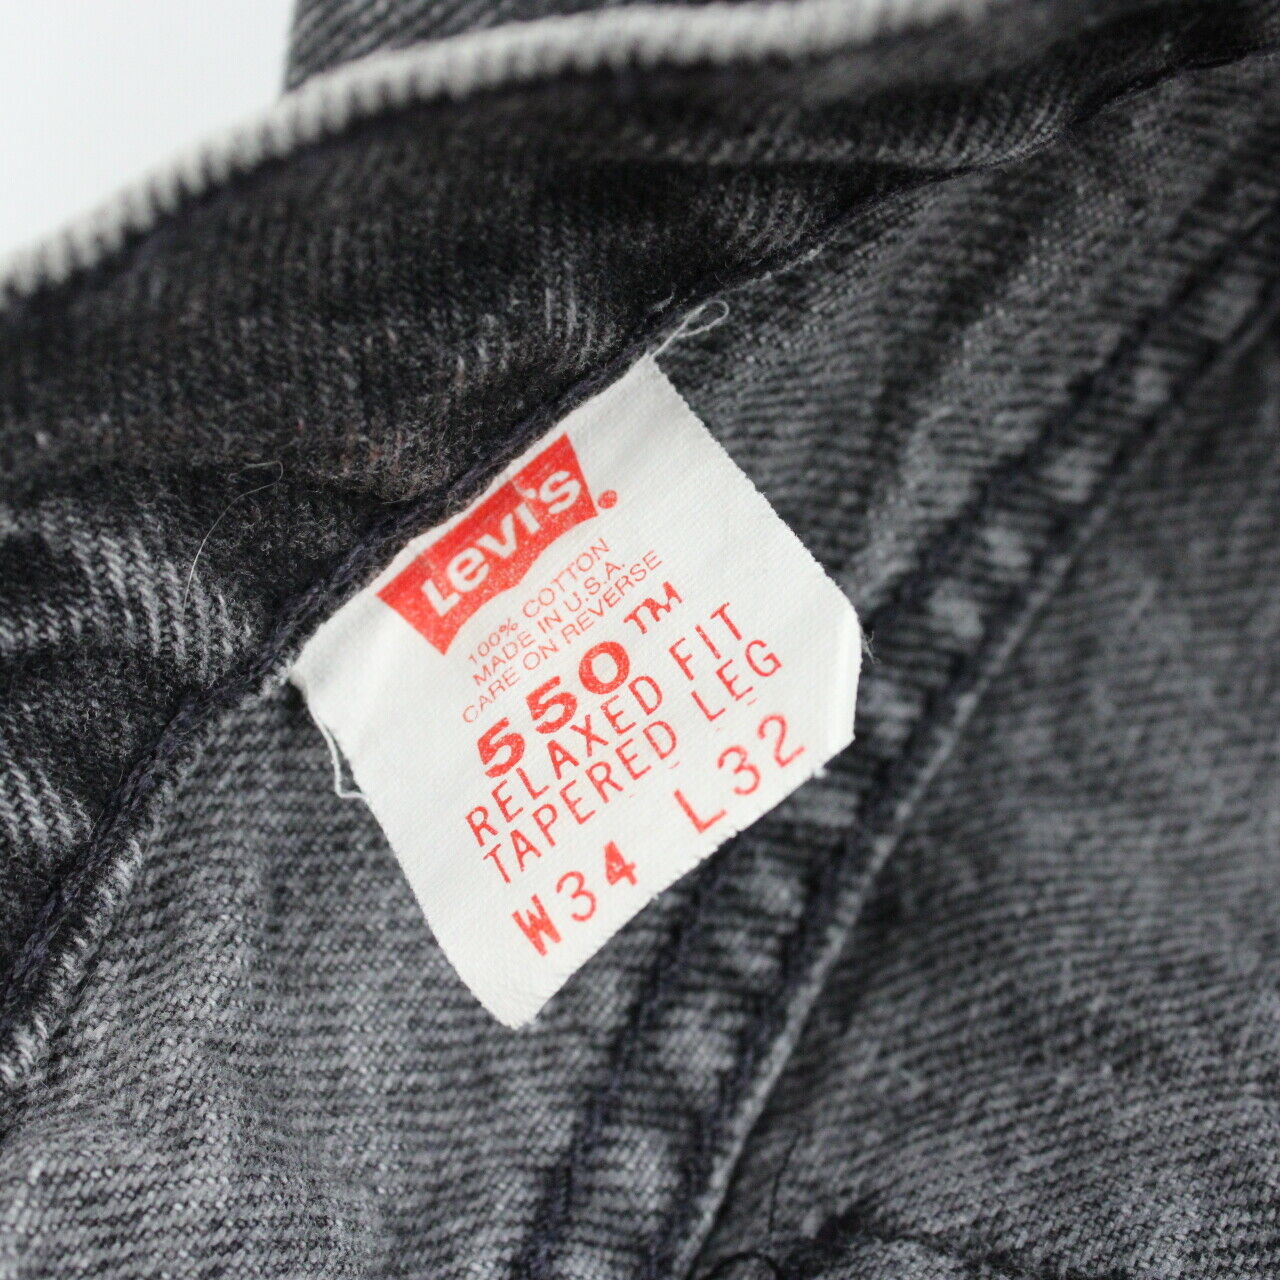 Levi's®
100% COTTON
MADE IN U.S.A.
CARE ON REVERSE
550™
RELAXED FIT
TAPERED LEG
W34 L32